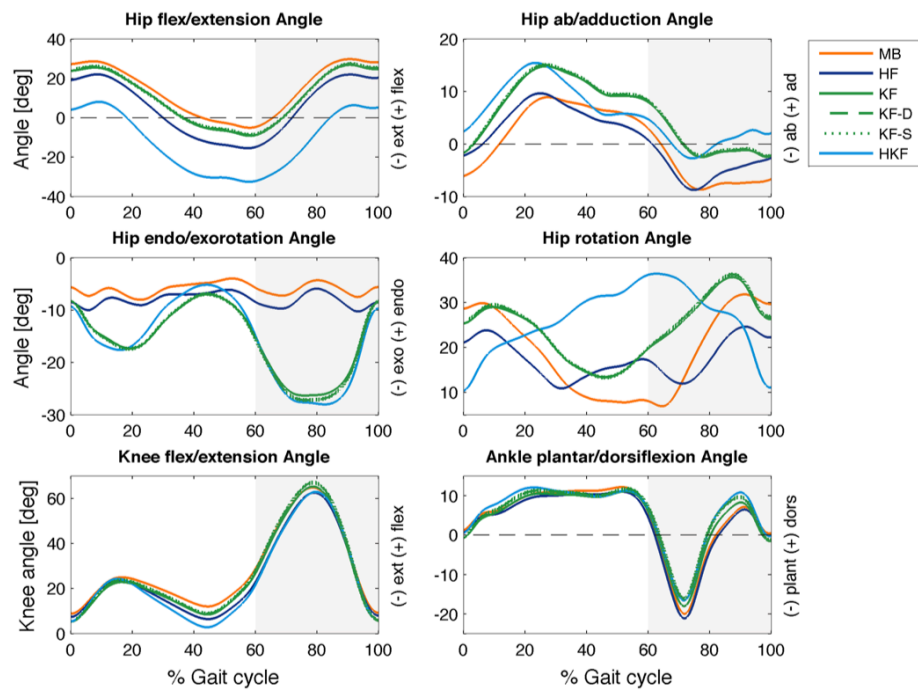 Hip flex/extension Angle
Angle [deg]
40
20
0
-20
-40
0 20 40 60 80 100
(-) ext (+) flex
Hip ab/adduction Angle
20
10
0
-10
0 20 40 60 80 100
(-) ab (+) ad
MB
HF
KF
KF-D
KF-S
HKF
Hip endo/exorotation Angle
Angle [deg]
0
-10
-20
-30
0 20 40 60 80 100
(-) exo (+) endo
Hip rotation Angle
40
30
20
10
0 20 40 60 80 100
Knee flex/extension Angle
Knee angle [deg]
60
40
20
0
0 20 40 60 80 100
% Gait cycle
(-) ext (+) flex
Ankle plantar/dorsiflexion Angle
10
0
-10
-20
0 20 40 60 80 100
% Gait cycle
(-) plant (+) dors